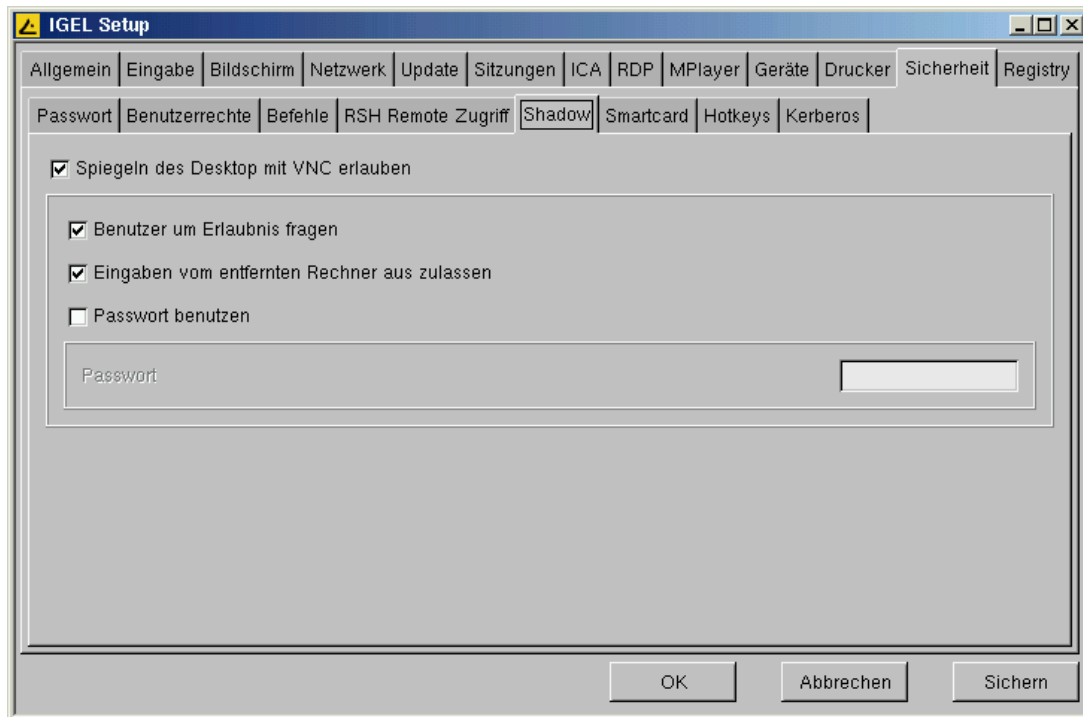 IGEL Setup
Allgemein Eingabe Bildschirm Netzwerk Update Sitzungen ICA RDP MPlayer Geräte Drucker Sicherheit Registry
Passwort Benutzerrechte Befehle RSH Remote Zugriff Shadow Smartcard Hotkeys Kerberos
Spiegeln des Desktop mit VNC erlauben
Benutzer um Erlaubnis fragen
Eingaben vom entfernten Rechner aus zulassen
Passwort benutzen
Passwort
OK Abbrechen Sichern